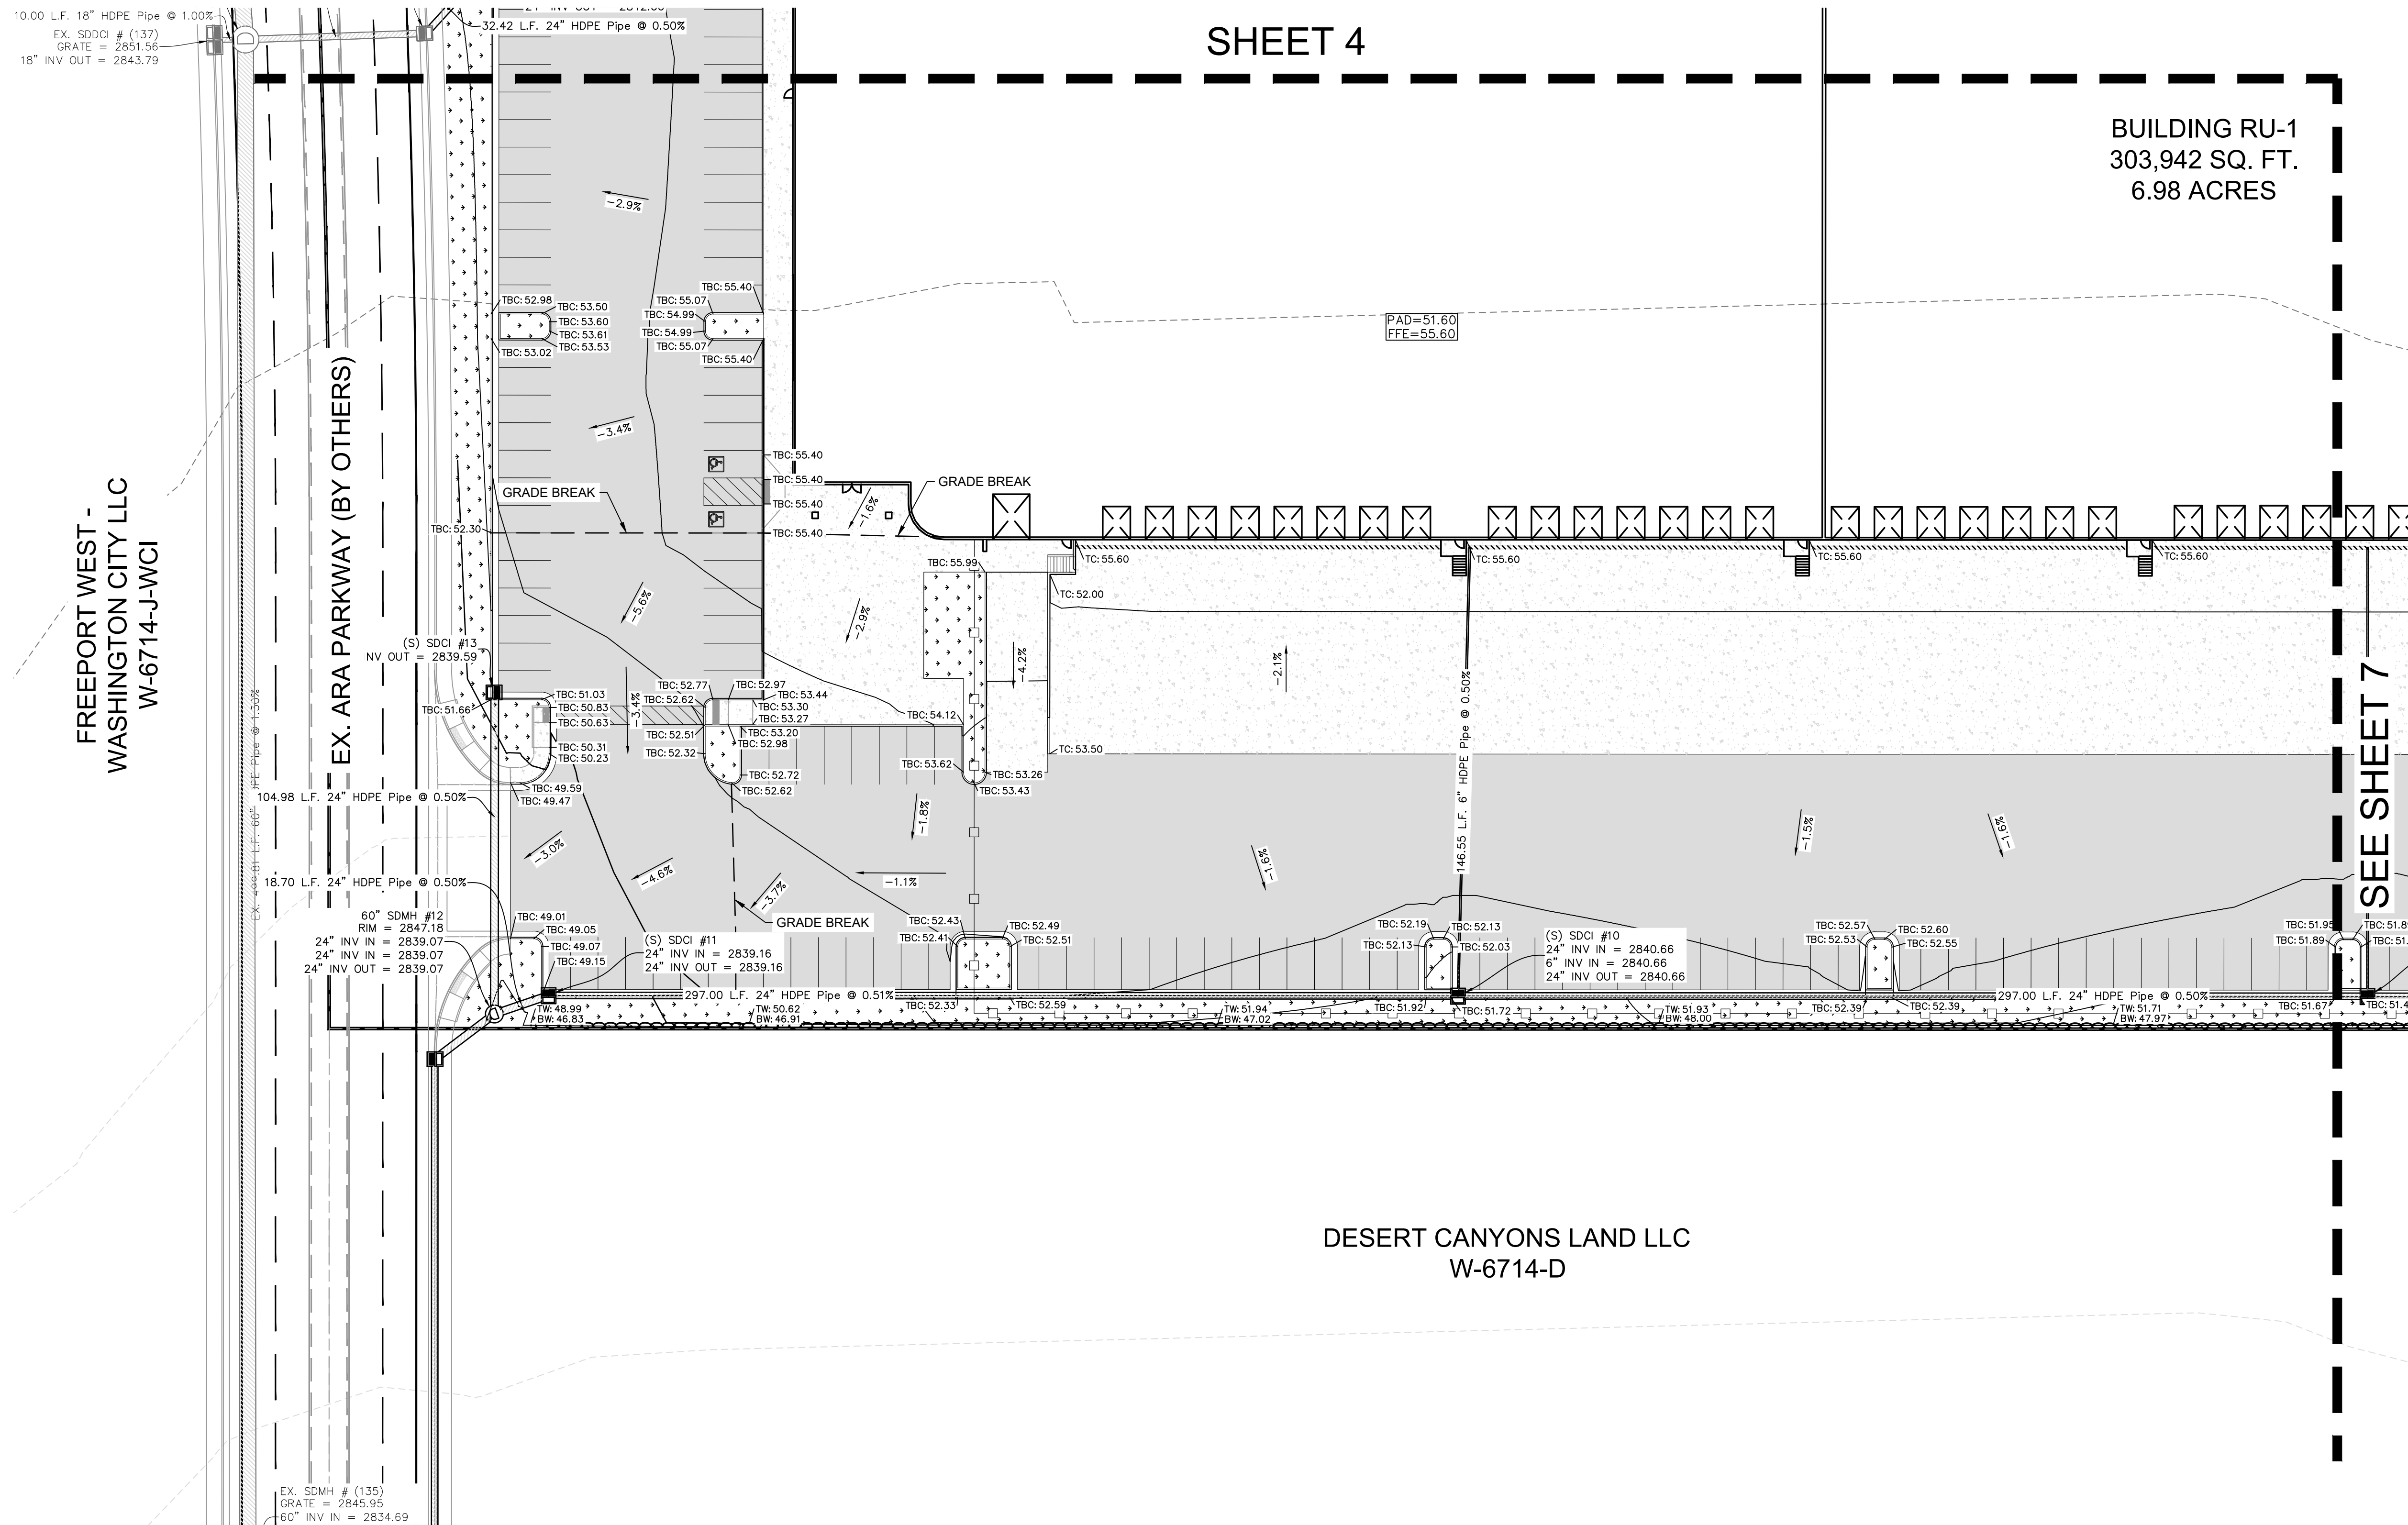 10.00 L.F. 18" HDPE Pipe @ 1.00%
EX. SDDCI # (137)
GRATE = 2851.56
18" INV OUT = 2843.79
32.42 L.F. 24" HDPE Pipe @ 0.50%
SHEET 4
BUILDING RU-1
303,942 SQ. FT.
6.98 ACRES
-2.9%
TBC: 52.98
TBC: 53.50
TBC: 53.60
TBC: 53.61
TBC: 53.53
TBC: 53.02
TBC: 55.40
TBC: 55.07
TBC: 54.99
TBC: 54.99
TBC: 55.07
TBC: 55.40
PAD=51.60
FFE=55.60
-3.4%
TBC: 55.40
TBC: 55.40
TBC: 55.40
TBC: 55.40
GRADE BREAK
TBC: 52.30
-1.6%
GRADE BREAK
FREEPORT WEST -
WASHINGTON CITY LLC
W-6714-J-WCI
EX. ARA PARKWAY (BY OTHERS)
EX. 499.81 L.F. 60" HDPE Pipe @ 1.30%
-5.6%
-2.9%
TBC: 55.99
TC: 55.60
TC: 55.60
TC: 55.60
TC: 52.00
-4.2%
-2.1%
TC: 53.50
146.55 L.F. 6" HDPE Pipe @ 0.50%
SEE SHEET 7
(S) SDCI #13
NV OUT = 2839.59
TBC: 51.66
TBC: 51.03
TBC: 50.83
TBC: 50.63
TBC: 50.31
TBC: 50.23
TBC: 49.59
TBC: 49.47
-3.4%
TBC: 52.77
TBC: 52.62
TBC: 52.51
TBC: 52.32
TBC: 52.97
TBC: 53.44
TBC: 53.30
TBC: 53.27
TBC: 53.20
TBC: 52.98
TBC: 52.72
TBC: 52.62
TBC: 54.12
TBC: 53.62
TBC: 53.26
TBC: 53.43
104.98 L.F. 24" HDPE Pipe @ 0.50%
-3.0%
-4.6%
-3.7%
-1.8%
-1.1%
-1.6%
-1.5%
-1.6%
GRADE BREAK
18.70 L.F. 24" HDPE Pipe @ 0.50%
60" SDMH #12
RIM = 2847.18
24" INV IN = 2839.07
24" INV IN = 2839.07
24" INV OUT = 2839.07
TBC: 49.01
TBC: 49.05
TBC: 49.07
TBC: 49.15
(S) SDCI #11
24" INV IN = 2839.16
24" INV OUT = 2839.16
TBC: 52.43
TBC: 52.41
TBC: 52.49
TBC: 52.51
TBC: 52.19
TBC: 52.13
TBC: 52.13
TBC: 52.03
(S) SDCI #10
24" INV IN = 2840.66
6" INV IN = 2840.66
24" INV OUT = 2840.66
TBC: 52.57
TBC: 52.53
TBC: 52.60
TBC: 52.55
TBC: 51.95
TBC: 51.89
297.00 L.F. 24" HDPE Pipe @ 0.51%
297.00 L.F. 24" HDPE Pipe @ 0.50%
TW: 48.99
BW: 46.83
TW: 50.62
BW: 46.91
TBC: 52.33
TBC: 52.59
TW: 51.94
BW: 47.02
TBC: 51.92
TBC: 51.72
TW: 51.93
BW: 48.00
TBC: 52.39
TBC: 52.39
TW: 51.71
BW: 47.97
TBC: 51.67
DESERT CANYONS LAND LLC
W-6714-D
EX. SDMH # (135)
GRATE = 2845.95
60" INV IN = 2834.69